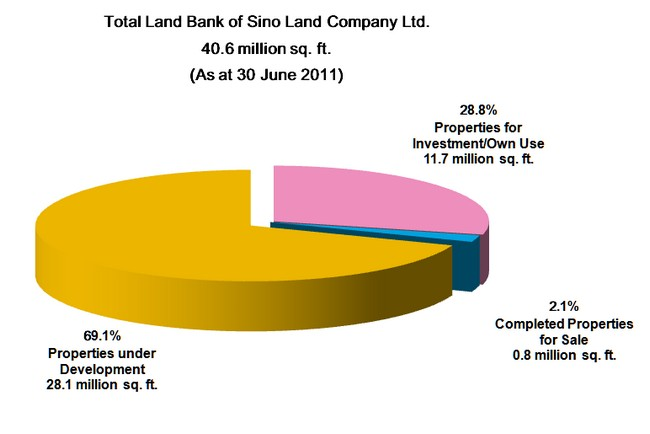 Total Land Bank of Sino Land Company Ltd.
40.6 million sq. ft.
(As at 30 June 2011)
28.8%
Properties for
Investment/Own Use
11.7 million sq. ft.
2.1%
Completed Properties
for Sale
0.8 million sq. ft.
69.1%
Properties under
Development
28.1 million sq. ft.